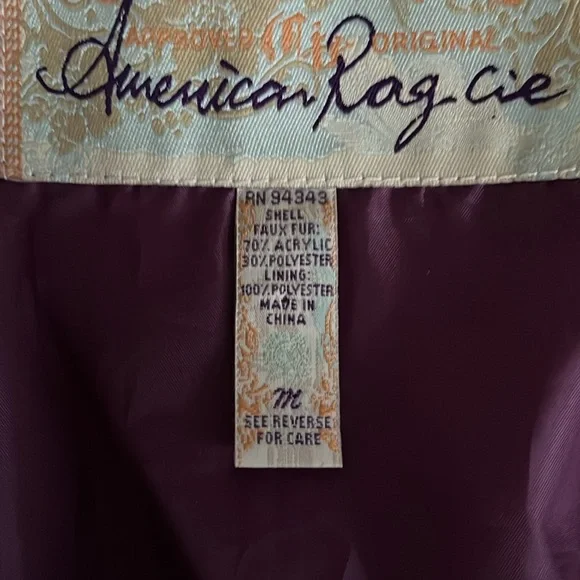 APPROVED ORIGINAL
American Rag Cie
RN 94343
SHELL
FAUX FUR:
70% ACRYLIC
30% POLYESTER
LINING:
100% POLYESTER
MADE IN
CHINA
M
SEE REVERSE
FOR CARE